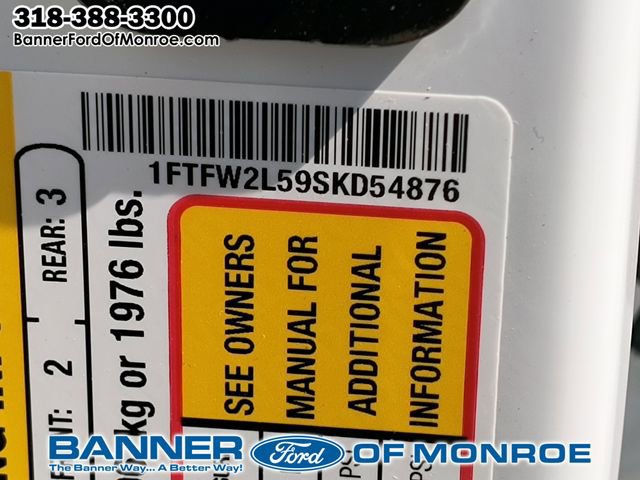 318-388-3300
BannerFordOfMonroe.com
1FTFW2L59SKD54876
REAR: 3
2
kg or 1976 lbs.
SEE OWNERS
MANUAL FOR
ADDITIONAL
INFORMATION
BANNER Ford OF MONROE
The Banner Way... A Better Way!